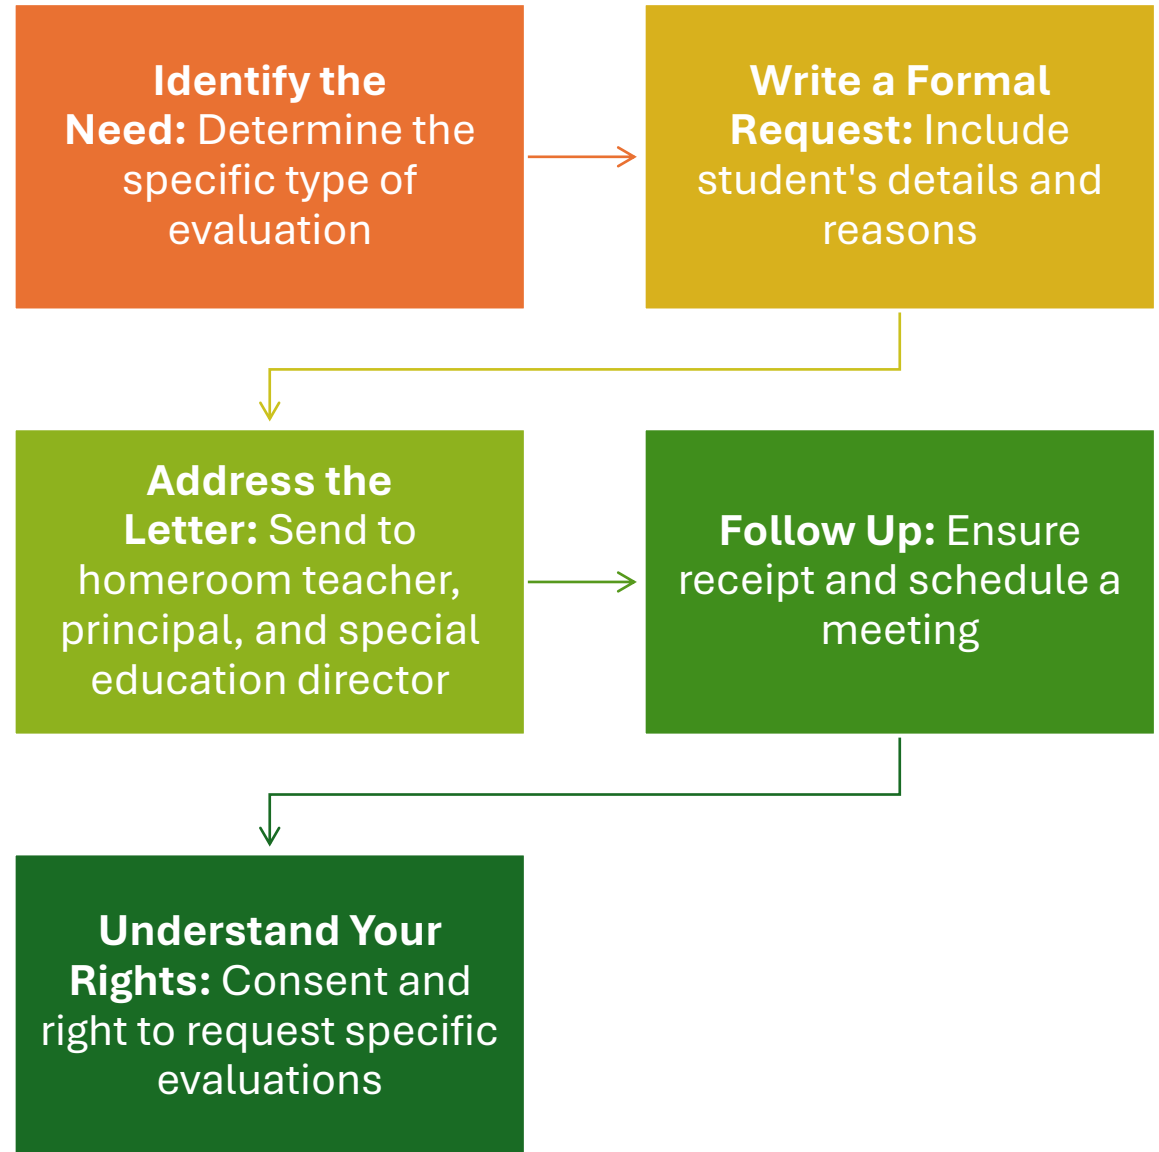 Identify the
Need: Determine the
specific type of
evaluation
Write a Formal
Request: Include
student's details and
reasons
Address the
Letter: Send to
homeroom teacher,
principal, and special
education director
Follow Up: Ensure
receipt and schedule a
meeting
Understand Your
Rights: Consent and
right to request specific
evaluations